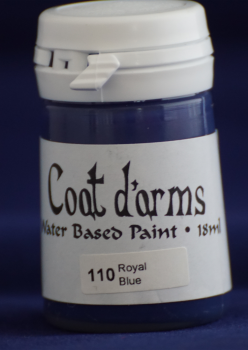 Coat d'arms
Water Based Paint • 18ml
110 Royal
Blue